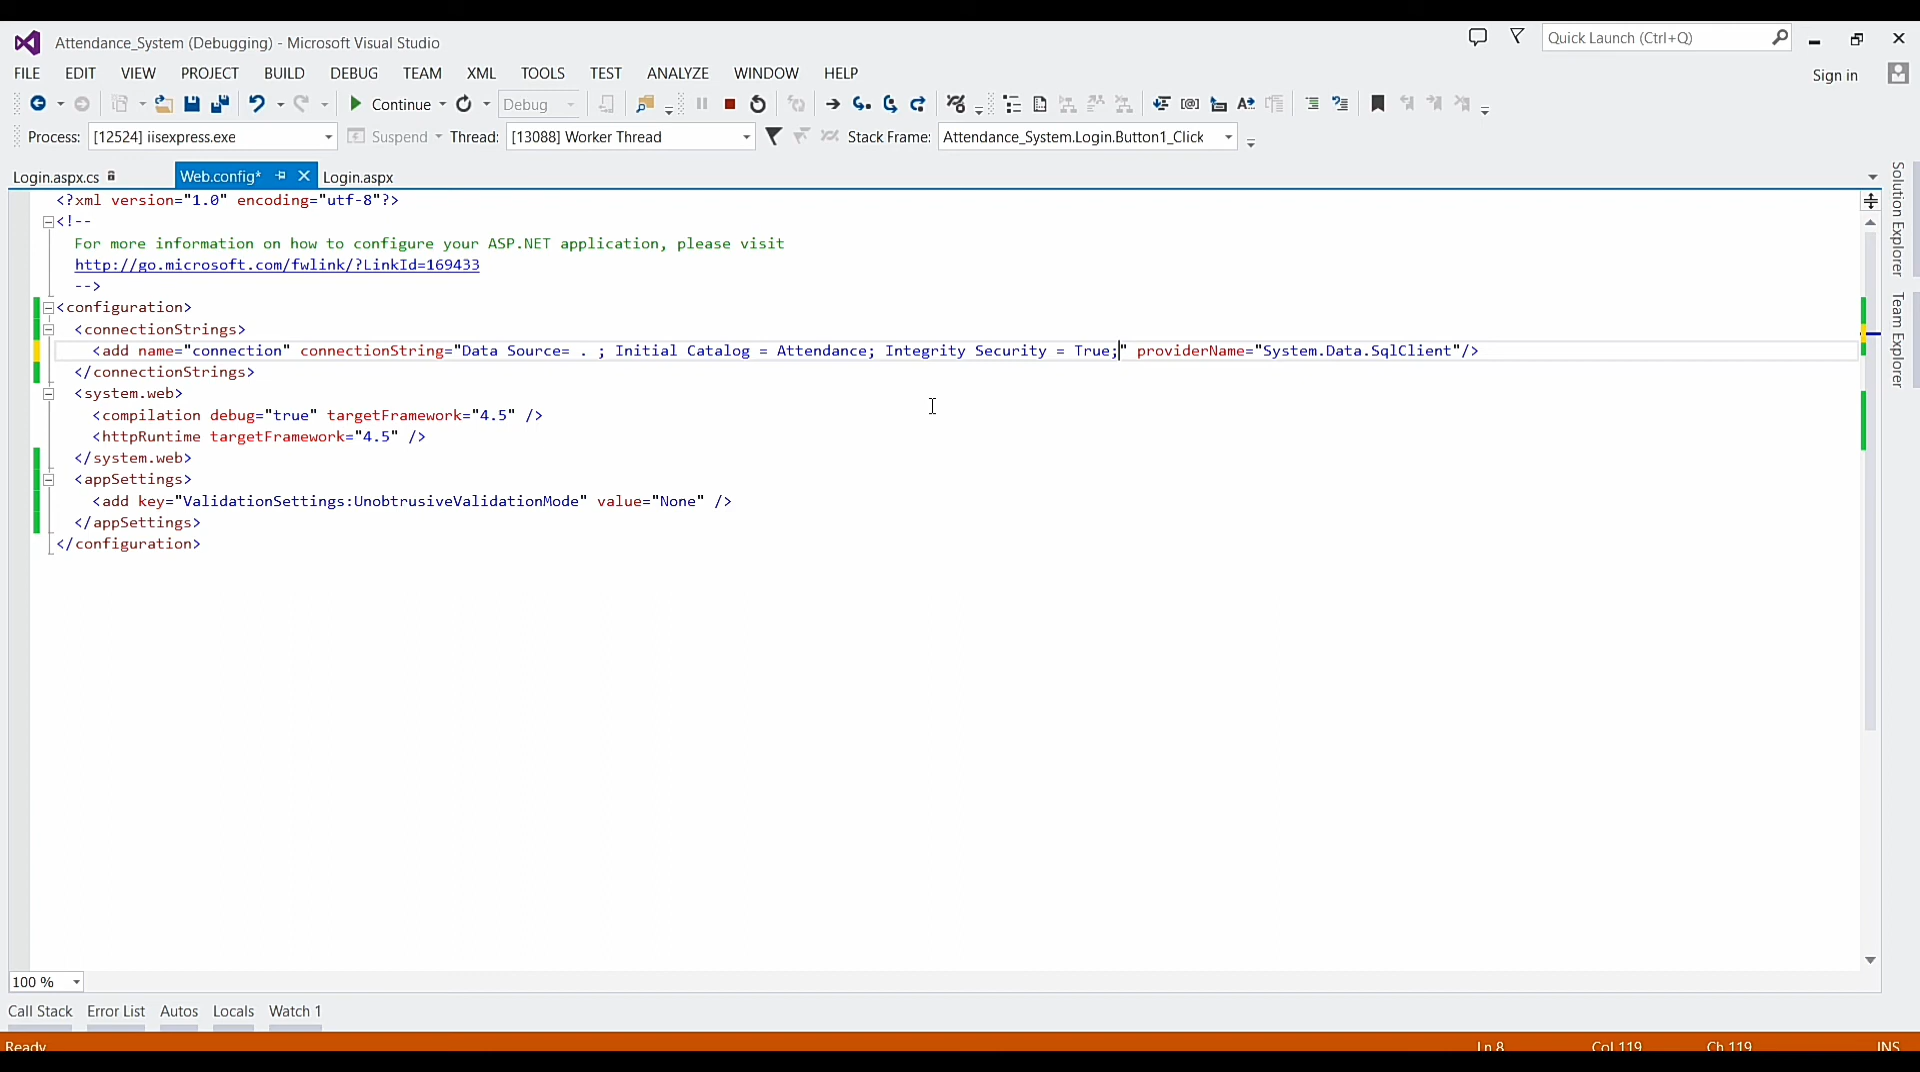 Attendance_System (Debugging) - Microsoft Visual Studio
Quick Launch (Ctrl+Q)
FILE EDIT VIEW PROJECT BUILD DEBUG TEAM XML TOOLS TEST ANALYZE WINDOW HELP
Sign in
Continue Debug
Process: [12524] iisexpress.exe Suspend Thread: [13088] Worker Thread Stack Frame: Attendance_System.Login.Button1_Click
Login.aspx.cs Web.config* Login.aspx
<?xml version="1.0" encoding="utf-8"?>
<!--
For more information on how to configure your ASP.NET application, please visit
http://go.microsoft.com/fwlink/?LinkId=169433
-->
<configuration>
<connectionStrings>
<add name="connection" connectionString="Data Source= . ; Initial Catalog = Attendance; Integrity Security = True;" providerName="System.Data.SqlClient"/>
</connectionStrings>
<system.web>
<compilation debug="true" targetFramework="4.5" />
<httpRuntime targetFramework="4.5" />
</system.web>
<appSettings>
<add key="ValidationSettings:UnobtrusiveValidationMode" value="None" />
</appSettings>
</configuration>
Solution Explorer
Team Explorer
100 %
Call Stack Error List Autos Locals Watch 1
Ready Ln 8 Col 119 Ch 119 INS